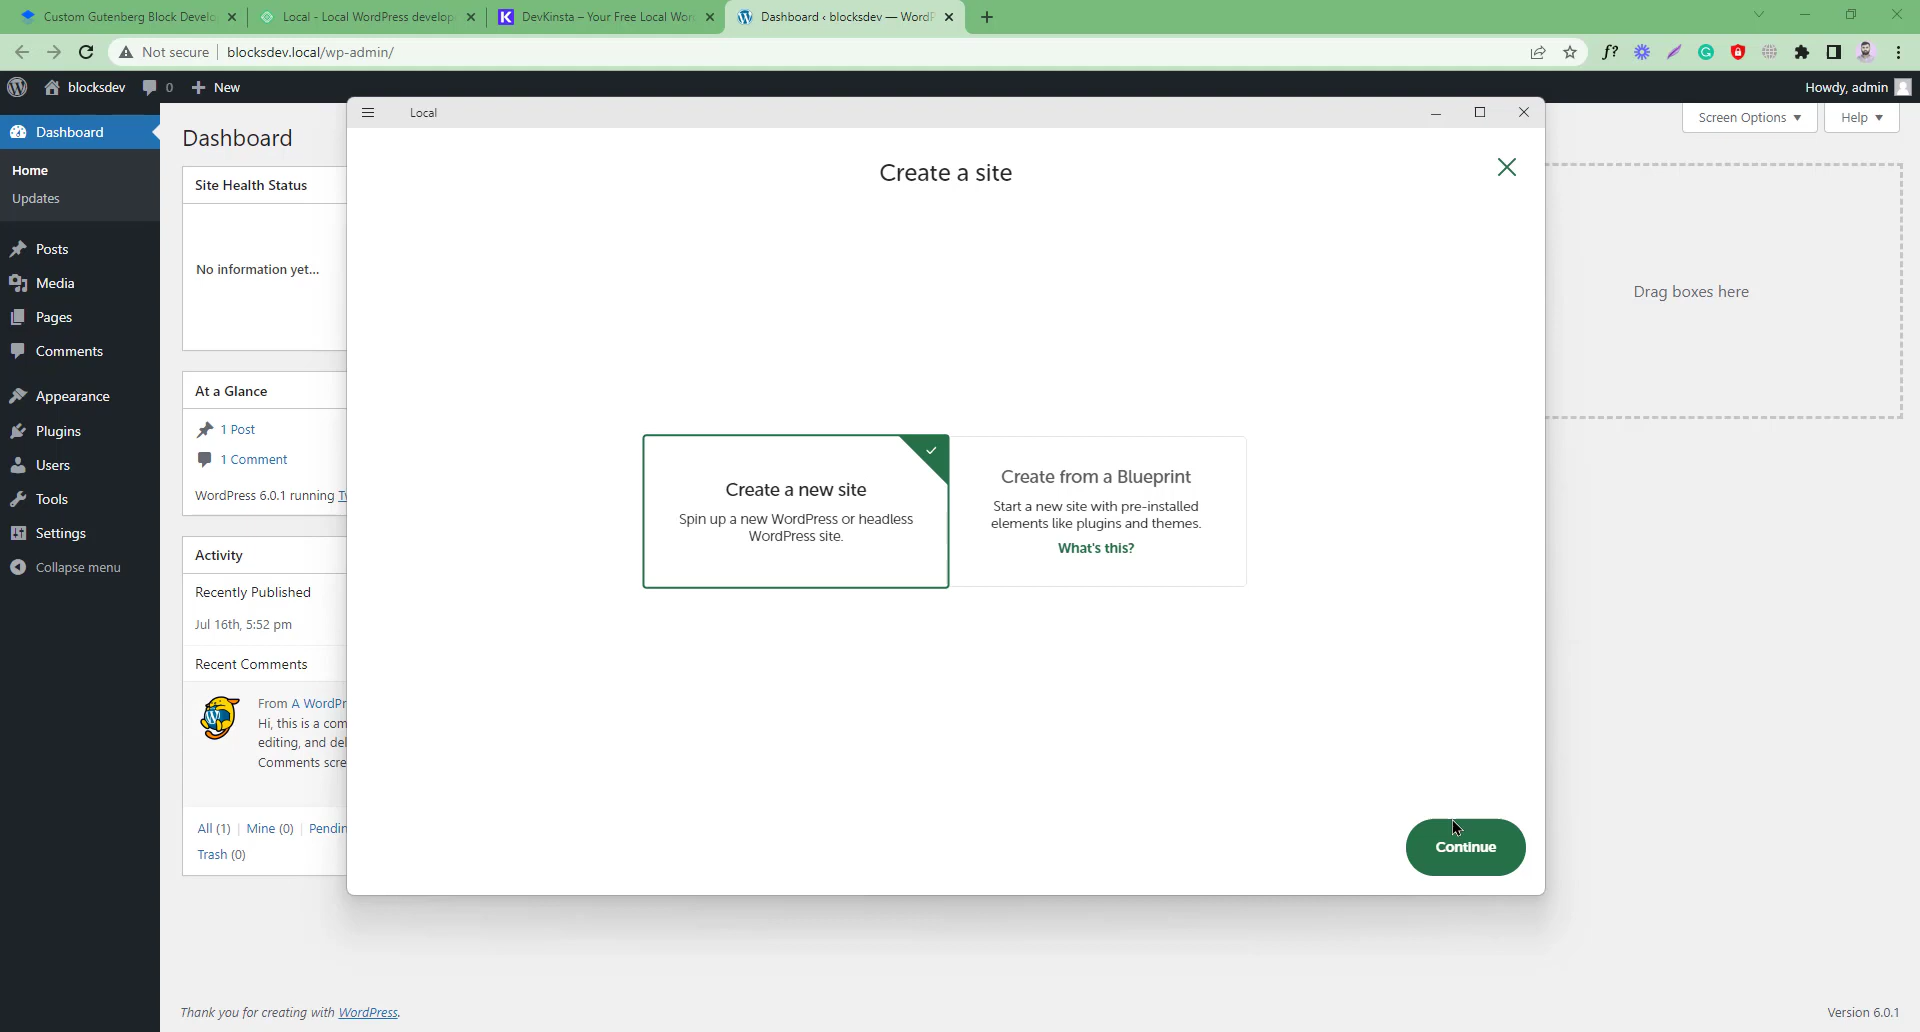 Custom Gutenberg Block Develo
Local - Local WordPress develop
DevKinsta – Your Free Local Wor
Dashboard ‹ blocksdev — WordP
Not secure
blocksdev.local/wp-admin/
f?
blocksdev
0
New
Howdy, admin
Dashboard
Home
Updates
Posts
Media
Pages
Comments
Appearance
Plugins
Users
Tools
Settings
Collapse menu
Dashboard
Screen Options
Help
Site Health Status
No information yet...
At a Glance
1 Post
1 Comment
WordPress 6.0.1 running Tw
Activity
Recently Published
Jul 16th, 5:52 pm
Recent Comments
From A WordPr
Hi, this is a com
editing, and del
Comments scre
All (1) | Mine (0) | Pendin
Trash (0)
Drag boxes here
Local
Create a site
Create a new site
Spin up a new WordPress or headless
WordPress site.
Create from a Blueprint
Start a new site with pre-installed
elements like plugins and themes.
What's this?
Continue
Thank you for creating with WordPress.
Version 6.0.1